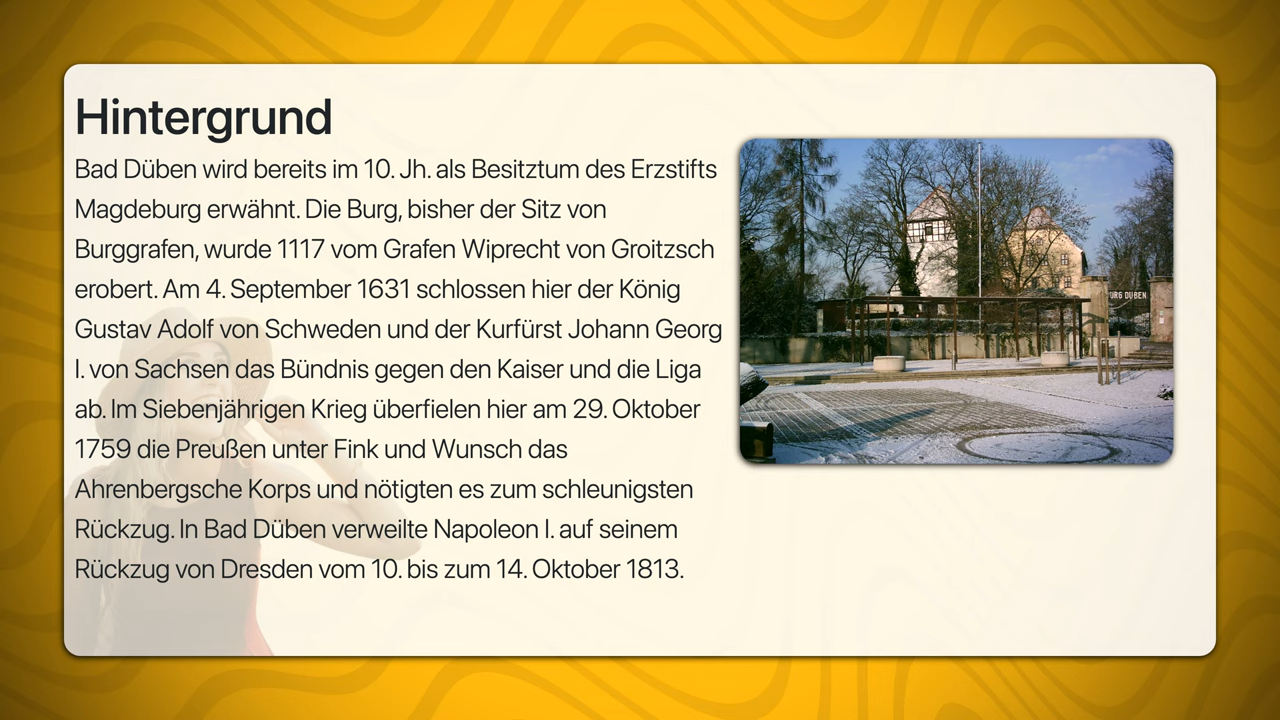 Hintergrund
Bad Düben wird bereits im 10. Jh. als Besitztum des Erzstifts
Magdeburg erwähnt. Die Burg, bisher der Sitz von
Burggrafen, wurde 1117 vom Grafen Wiprecht von Groitzsch
erobert. Am 4. September 1631 schlossen hier der König
Gustav Adolf von Schweden und der Kurfürst Johann Georg
I. von Sachsen das Bündnis gegen den Kaiser und die Liga
ab. Im Siebenjährigen Krieg überfielen hier am 29. Oktober
1759 die Preußen unter Fink und Wunsch das
Ahrenbergsche Korps und nötigten es zum schleunigsten
Rückzug. In Bad Düben verweilte Napoleon I. auf seinem
Rückzug von Dresden vom 10. bis zum 14. Oktober 1813.
DÜBEN